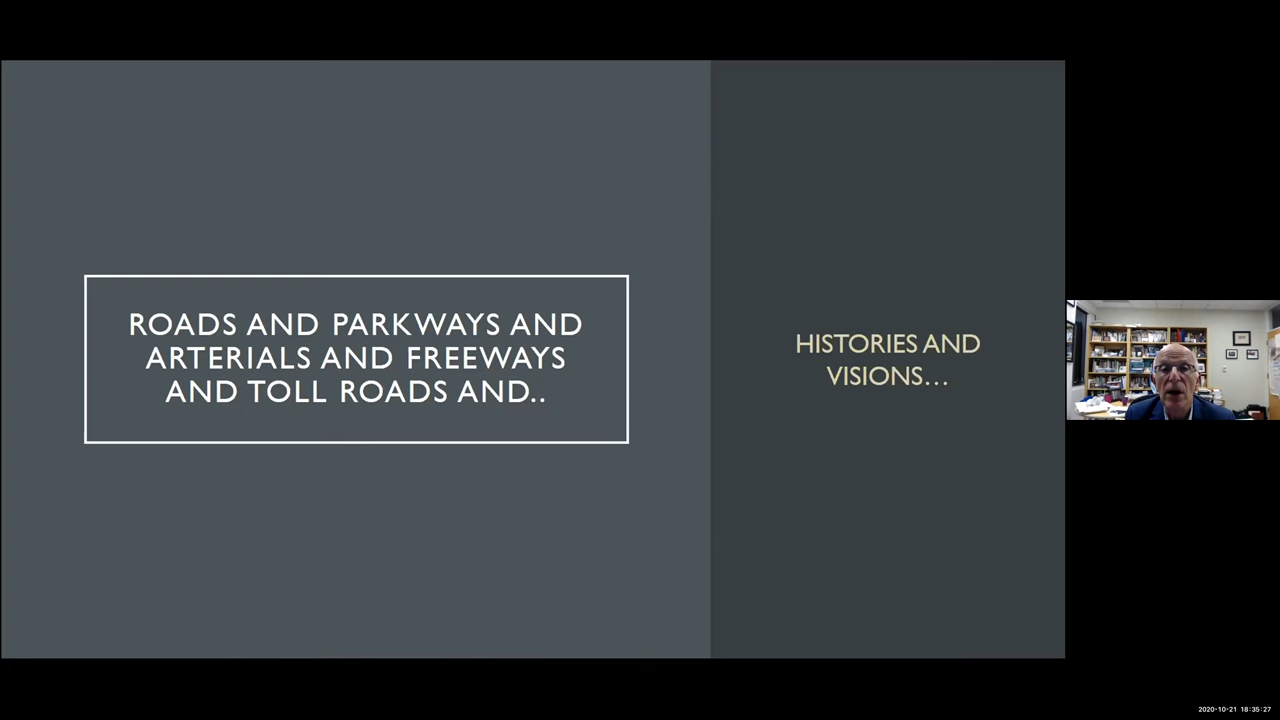 ROADS AND PARKWAYS AND
ARTERIALS AND FREEWAYS
AND TOLL ROADS AND..
HISTORIES AND
VISIONS…
2020-10-21 18:35:27